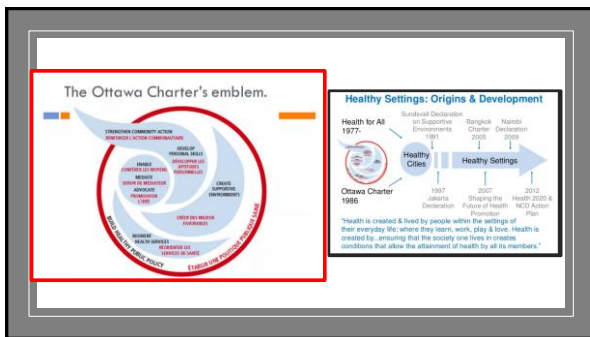 The Ottawa Charter's emblem.
STRENGTHEN COMMUNITY ACTION
RENFORCER L'ACTION COMMUNAUTAIRE
DEVELOP
PERSONAL SKILLS
DÉVELOPPER LES
APTITUDES
PERSONNELLES
ENABLE
CONFÉRER LES MOYENS
MEDIATE
SERVIR DE MÉDIATEUR
ADVOCATE
PROMOUVOIR
L'IDÉE
CREATE
SUPPORTIVE
ENVIRONMENTS
CRÉER DES MILIEUX
FAVORABLES
REORIENT
HEALTH SERVICES
RÉORIENTER LES
SERVICES DE SANTÉ
BUILD HEALTHY PUBLIC POLICY
ÉTABLIR UNE POLITIQUE PUBLIQUE SAINE
Healthy Settings: Origins & Development
Health for All
1977-
Sundsvall Declaration
on Supportive
Environments
1991
Bangkok
Charter
2005
Nairobi
Declaration
2009
Healthy
Cities
Healthy Settings
Ottawa Charter
1986
1997
Jakarta
Declaration
2007
Shaping the
Future of Health
Promotion
2012
Health 2020 &
NCD Action
Plan
"Health is created & lived by people within the settings of
their everyday life; where they learn, work, play & love. Health is
created by...ensuring that the society one lives in creates
conditions that allow the attainment of health by all its members."